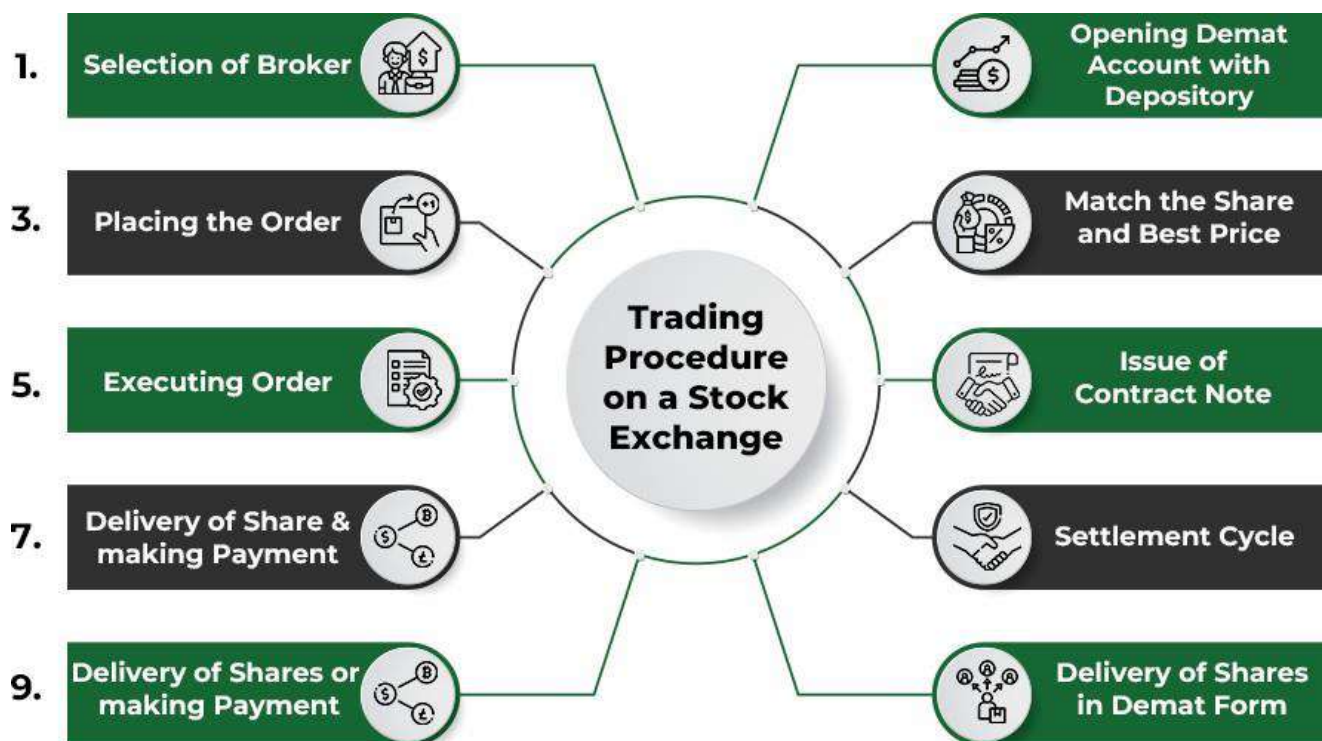 1.
Selection of Broker
Opening Demat
Account with
Depository
3.
Placing the Order
+1
Match the Share
and Best Price
Trading
Procedure
on a Stock
Exchange
5.
Executing Order
Issue of
Contract Note
7.
Delivery of Share &
making Payment
Settlement Cycle
9.
Delivery of Shares or
making Payment
Delivery of Shares
in Demat Form